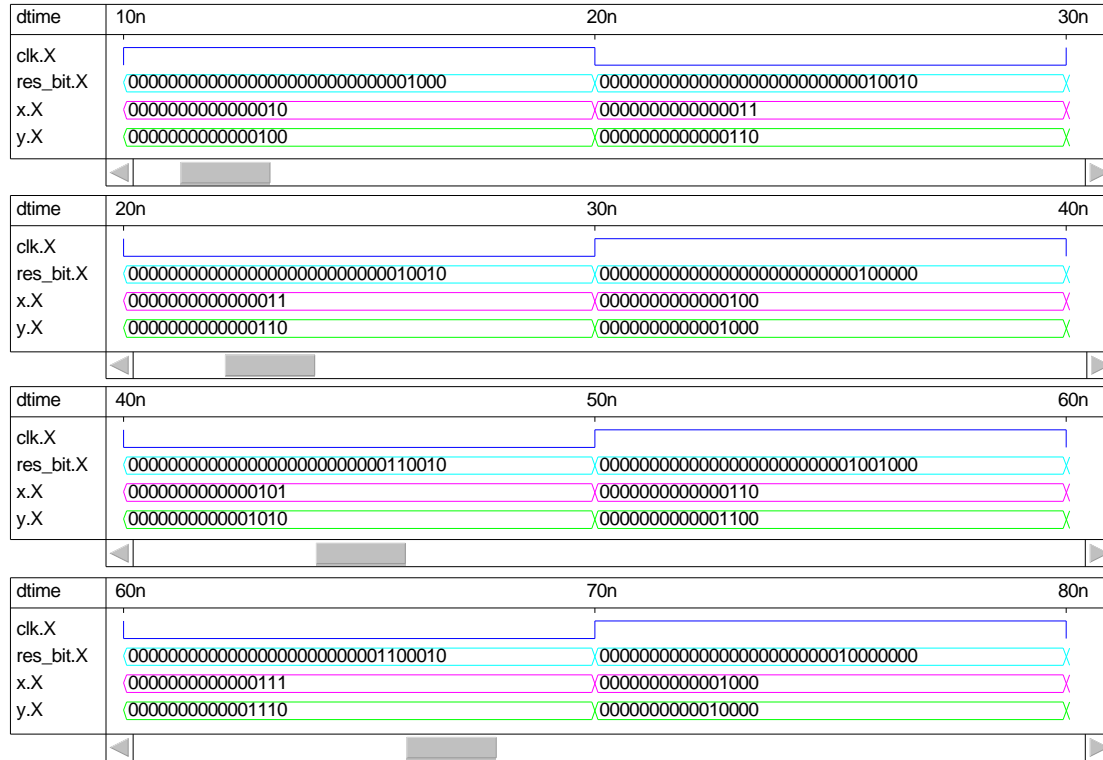 dtime 10n 20n 30n
clk.X
res_bit.X 00000000000000000000000000001000 00000000000000000000000000010010
x.X 0000000000000010 0000000000000011
y.X 0000000000000100 0000000000000110
dtime 20n 30n 40n
clk.X
res_bit.X 00000000000000000000000000010010 00000000000000000000000000100000
x.X 0000000000000011 0000000000000100
y.X 0000000000000110 0000000000001000
dtime 40n 50n 60n
clk.X
res_bit.X 00000000000000000000000000110010 00000000000000000000000001001000
x.X 0000000000000101 0000000000000110
y.X 0000000000001010 0000000000001100
dtime 60n 70n 80n
clk.X
res_bit.X 00000000000000000000000001100010 00000000000000000000000010000000
x.X 0000000000000111 0000000000001000
y.X 0000000000001110 0000000000010000